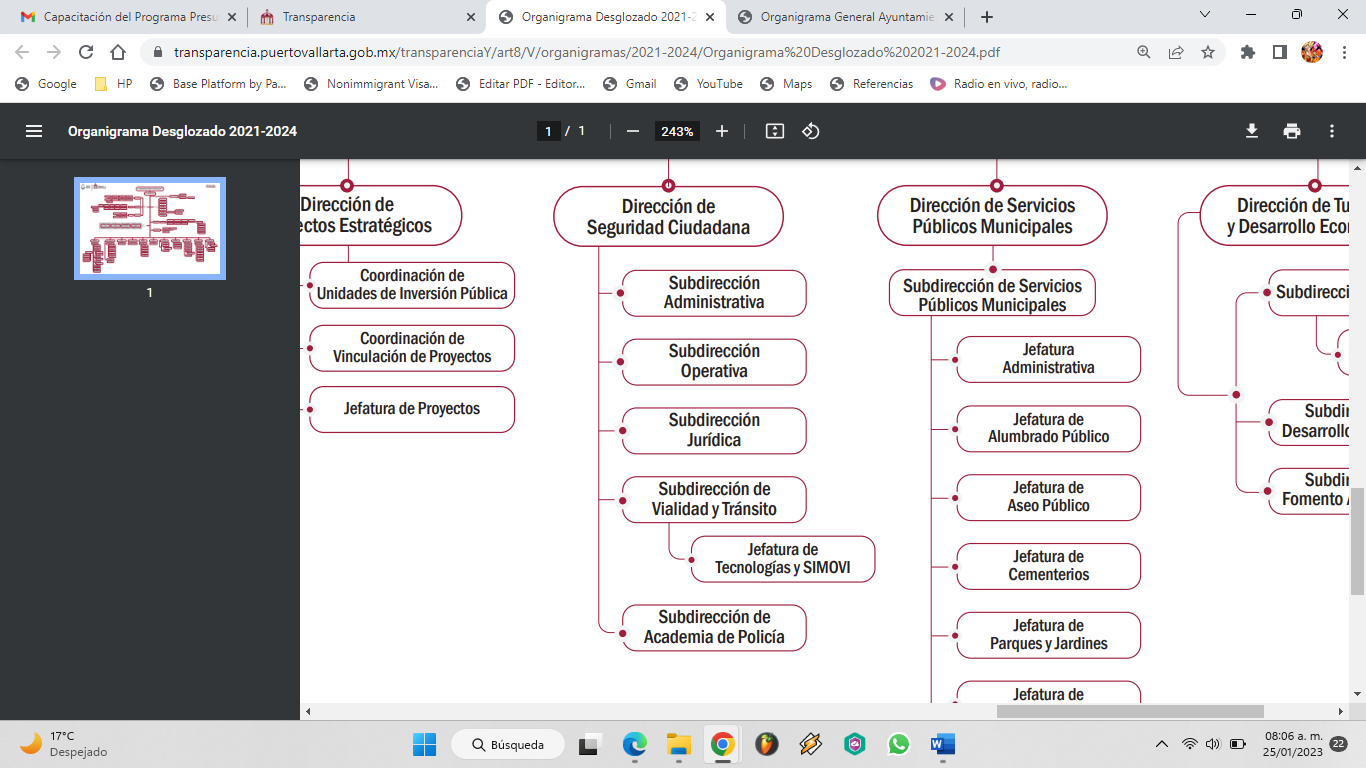 Capacitación del Programa Presu
Transparencia
Organigrama Desglozado 2021-2
Organigrama General Ayuntamie
transparencia.puertovallarta.gob.mx/transparenciaY/art8/V/organigramas/2021-2024/Organigrama%20Desglozado%202021-2024.pdf
Google
HP
Base Platform by Pa...
Nonimmigrant Visa...
Editar PDF - Editor...
Gmail
YouTube
Maps
Referencias
Radio en vivo, radio...
Organigrama Desglozado 2021-2024
1 / 1
243%
1
Dirección de
ectos Estratégicos
Coordinación de
Unidades de Inversión Pública
Coordinación de
Vinculación de Proyectos
Jefatura de Proyectos
Dirección de
Seguridad Ciudadana
Subdirección
Administrativa
Subdirección
Operativa
Subdirección
Jurídica
Subdirección de
Vialidad y Tránsito
Jefatura de
Tecnologías y SIMOVI
Subdirección de
Academia de Policía
Dirección de Servicios
Públicos Municipales
Subdirección de Servicios
Públicos Municipales
Jefatura
Administrativa
Jefatura de
Alumbrado Público
Jefatura de
Aseo Público
Jefatura de
Cementerios
Jefatura de
Parques y Jardines
Jefatura de
Dirección de Tu
y Desarrollo Eco
Subdirecci
Subdir
Desarrollo
Subdir
Fomento A
17°C
Despejado
Búsqueda
08:06 a. m.
25/01/2023
22